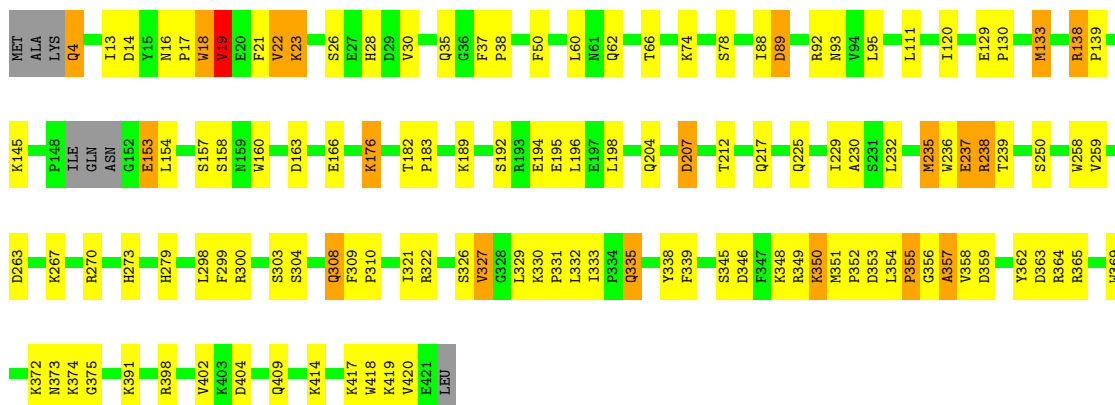 MET ALA LYS Q4 I13 D14 Y15 N16 P17 W18 V19 E20 F21 V22 K23 S26 E27 H28 D29 V30 Q35 G36 F37 P38 F50 L60 N61 Q62 T66 K74 S78 I88 D89 R92 N93 V94 L95 L111 I120 E129 P130 M133 R138 P139
K145 P148 ILE GLN ASN G152 E153 L154 S157 S158 N159 W160 D163 E166 K176 T182 P183 K189 S192 R193 E194 E195 L196 E197 L198 Q204 D207 T212 Q217 Q225 I229 A230 S231 L232 M235 W236 E237 R238 T239 S250 W258 V259
D263 K267 R270 H273 H279 L298 F299 R300 S303 S304 Q308 F309 P310 I321 R322 S326 V327 G328 L329 K330 P331 L332 I333 P334 Q335 Y338 F339 S345 D346 F347 K348 R349 K350 M351 P352 D353 L354 P355 G356 A357 V358 D359 Y362 D363 R364 R365 W369
K372 N373 K374 G375 K391 R398 V402 K403 D404 Q409 K414 K417 W418 K419 V420 E421 LEU